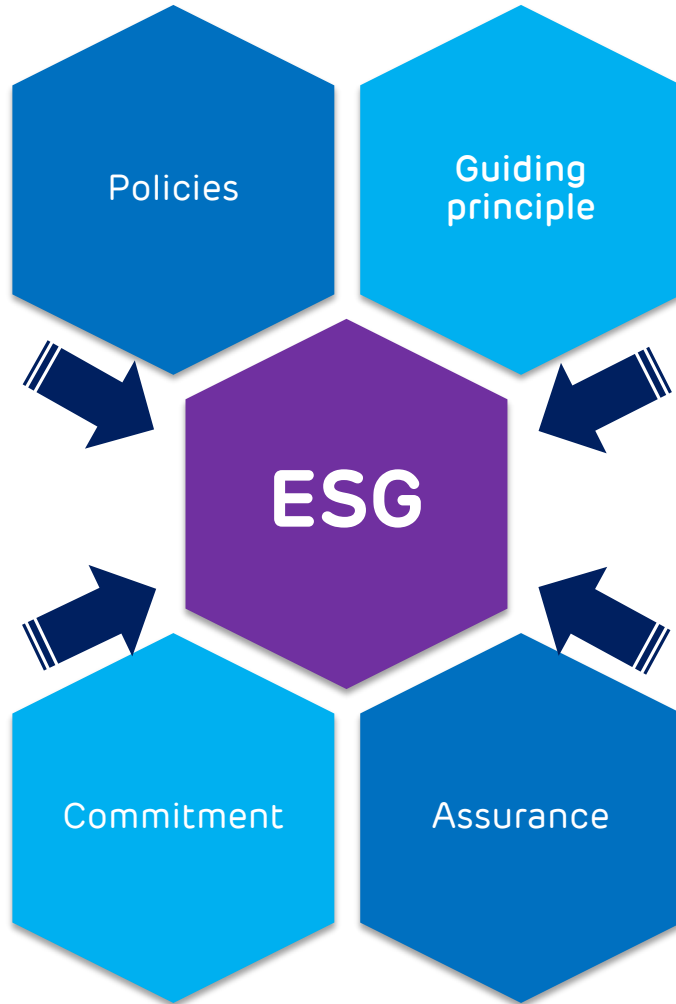 Policies
Guiding
principle
ESG
Commitment
Assurance